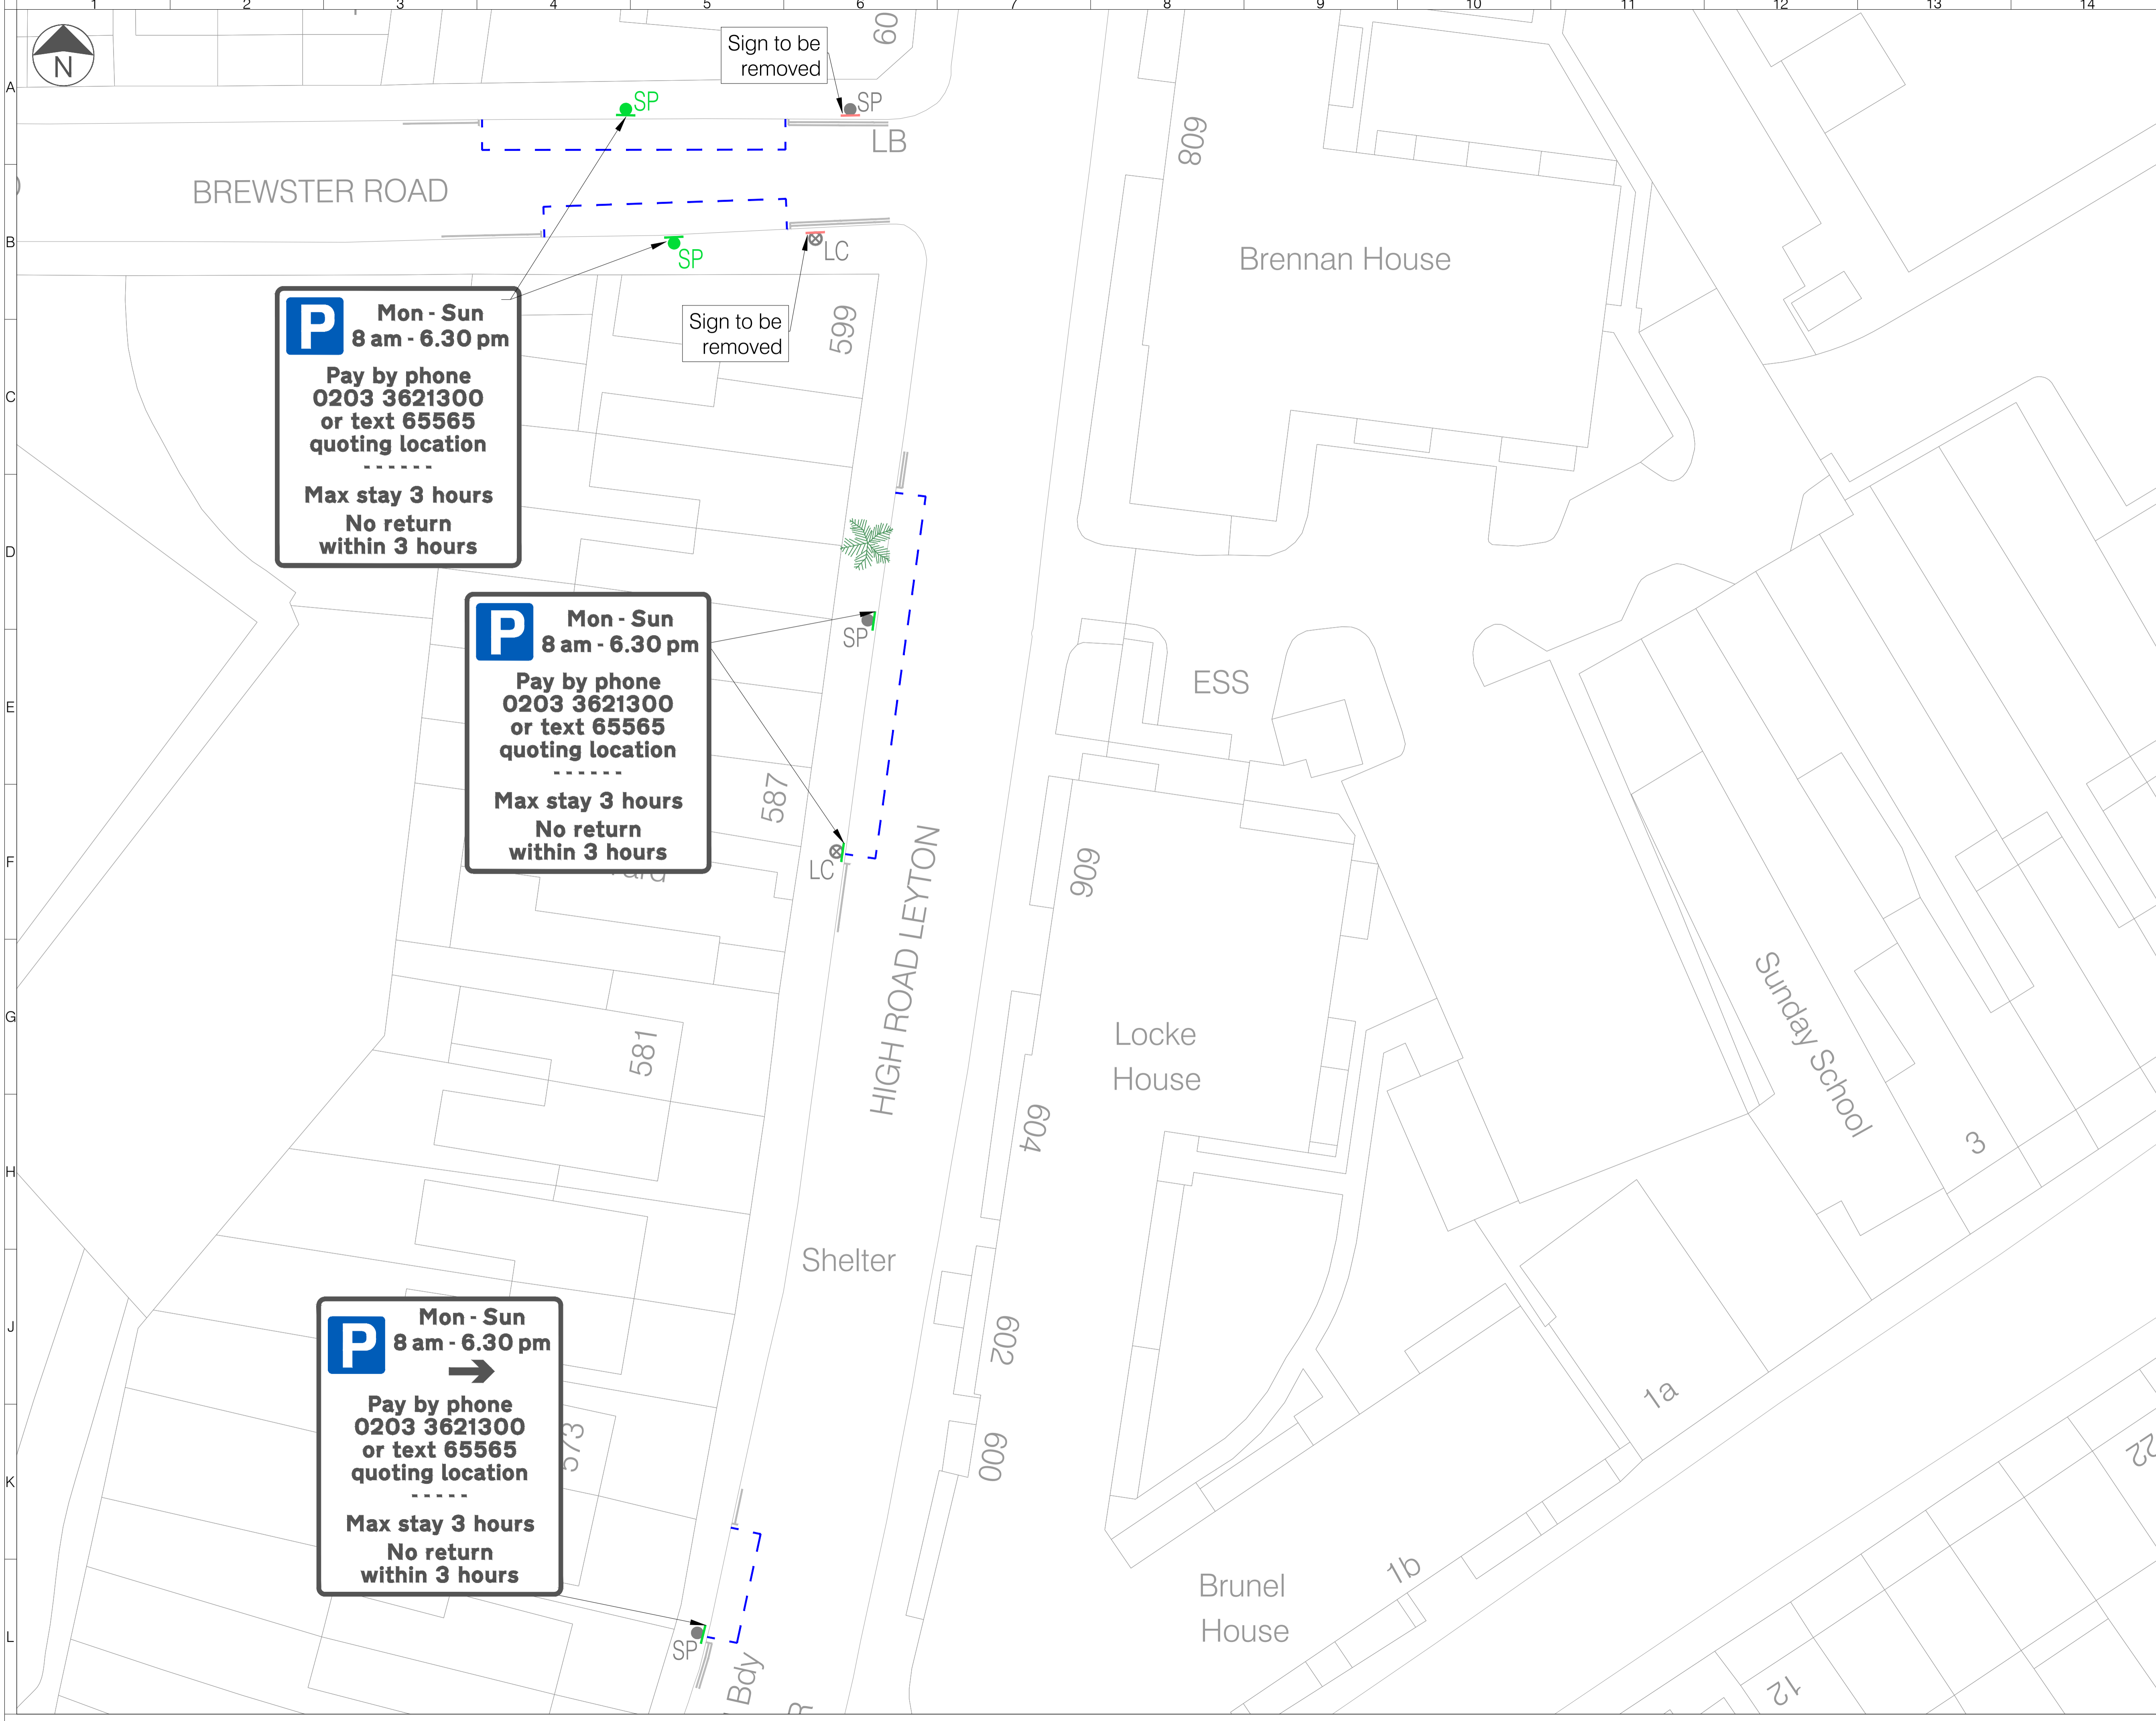 1 2 3 4 5 6 7 8 9 10 11 12 13 14
A
B
C
D
E
F
G
H
J
K
L
N
60
Sign to be
removed
SP
SP
LB
BREWSTER ROAD
SP
LC
Sign to be
removed
599
P
Mon - Sun
8 am - 6.30 pm
Pay by phone
0203 3621300
or text 65565
quoting location
Max stay 3 hours
No return
within 3 hours
P
Mon - Sun
8 am - 6.30 pm
Pay by phone
0203 3621300
or text 65565
quoting location
Max stay 3 hours
No return
within 3 hours
SP
LC
587
581
HIGH ROAD LEYTON
Shelter
P
Mon - Sun
8 am - 6.30 pm
Pay by phone
0203 3621300
or text 65565
quoting location
Max stay 3 hours
No return
within 3 hours
573
SP
Bdy
608
Brennan House
ESS
606
Locke
House
604
602
600
Brunel
House
1b
1a
Sunday School
3
12
22